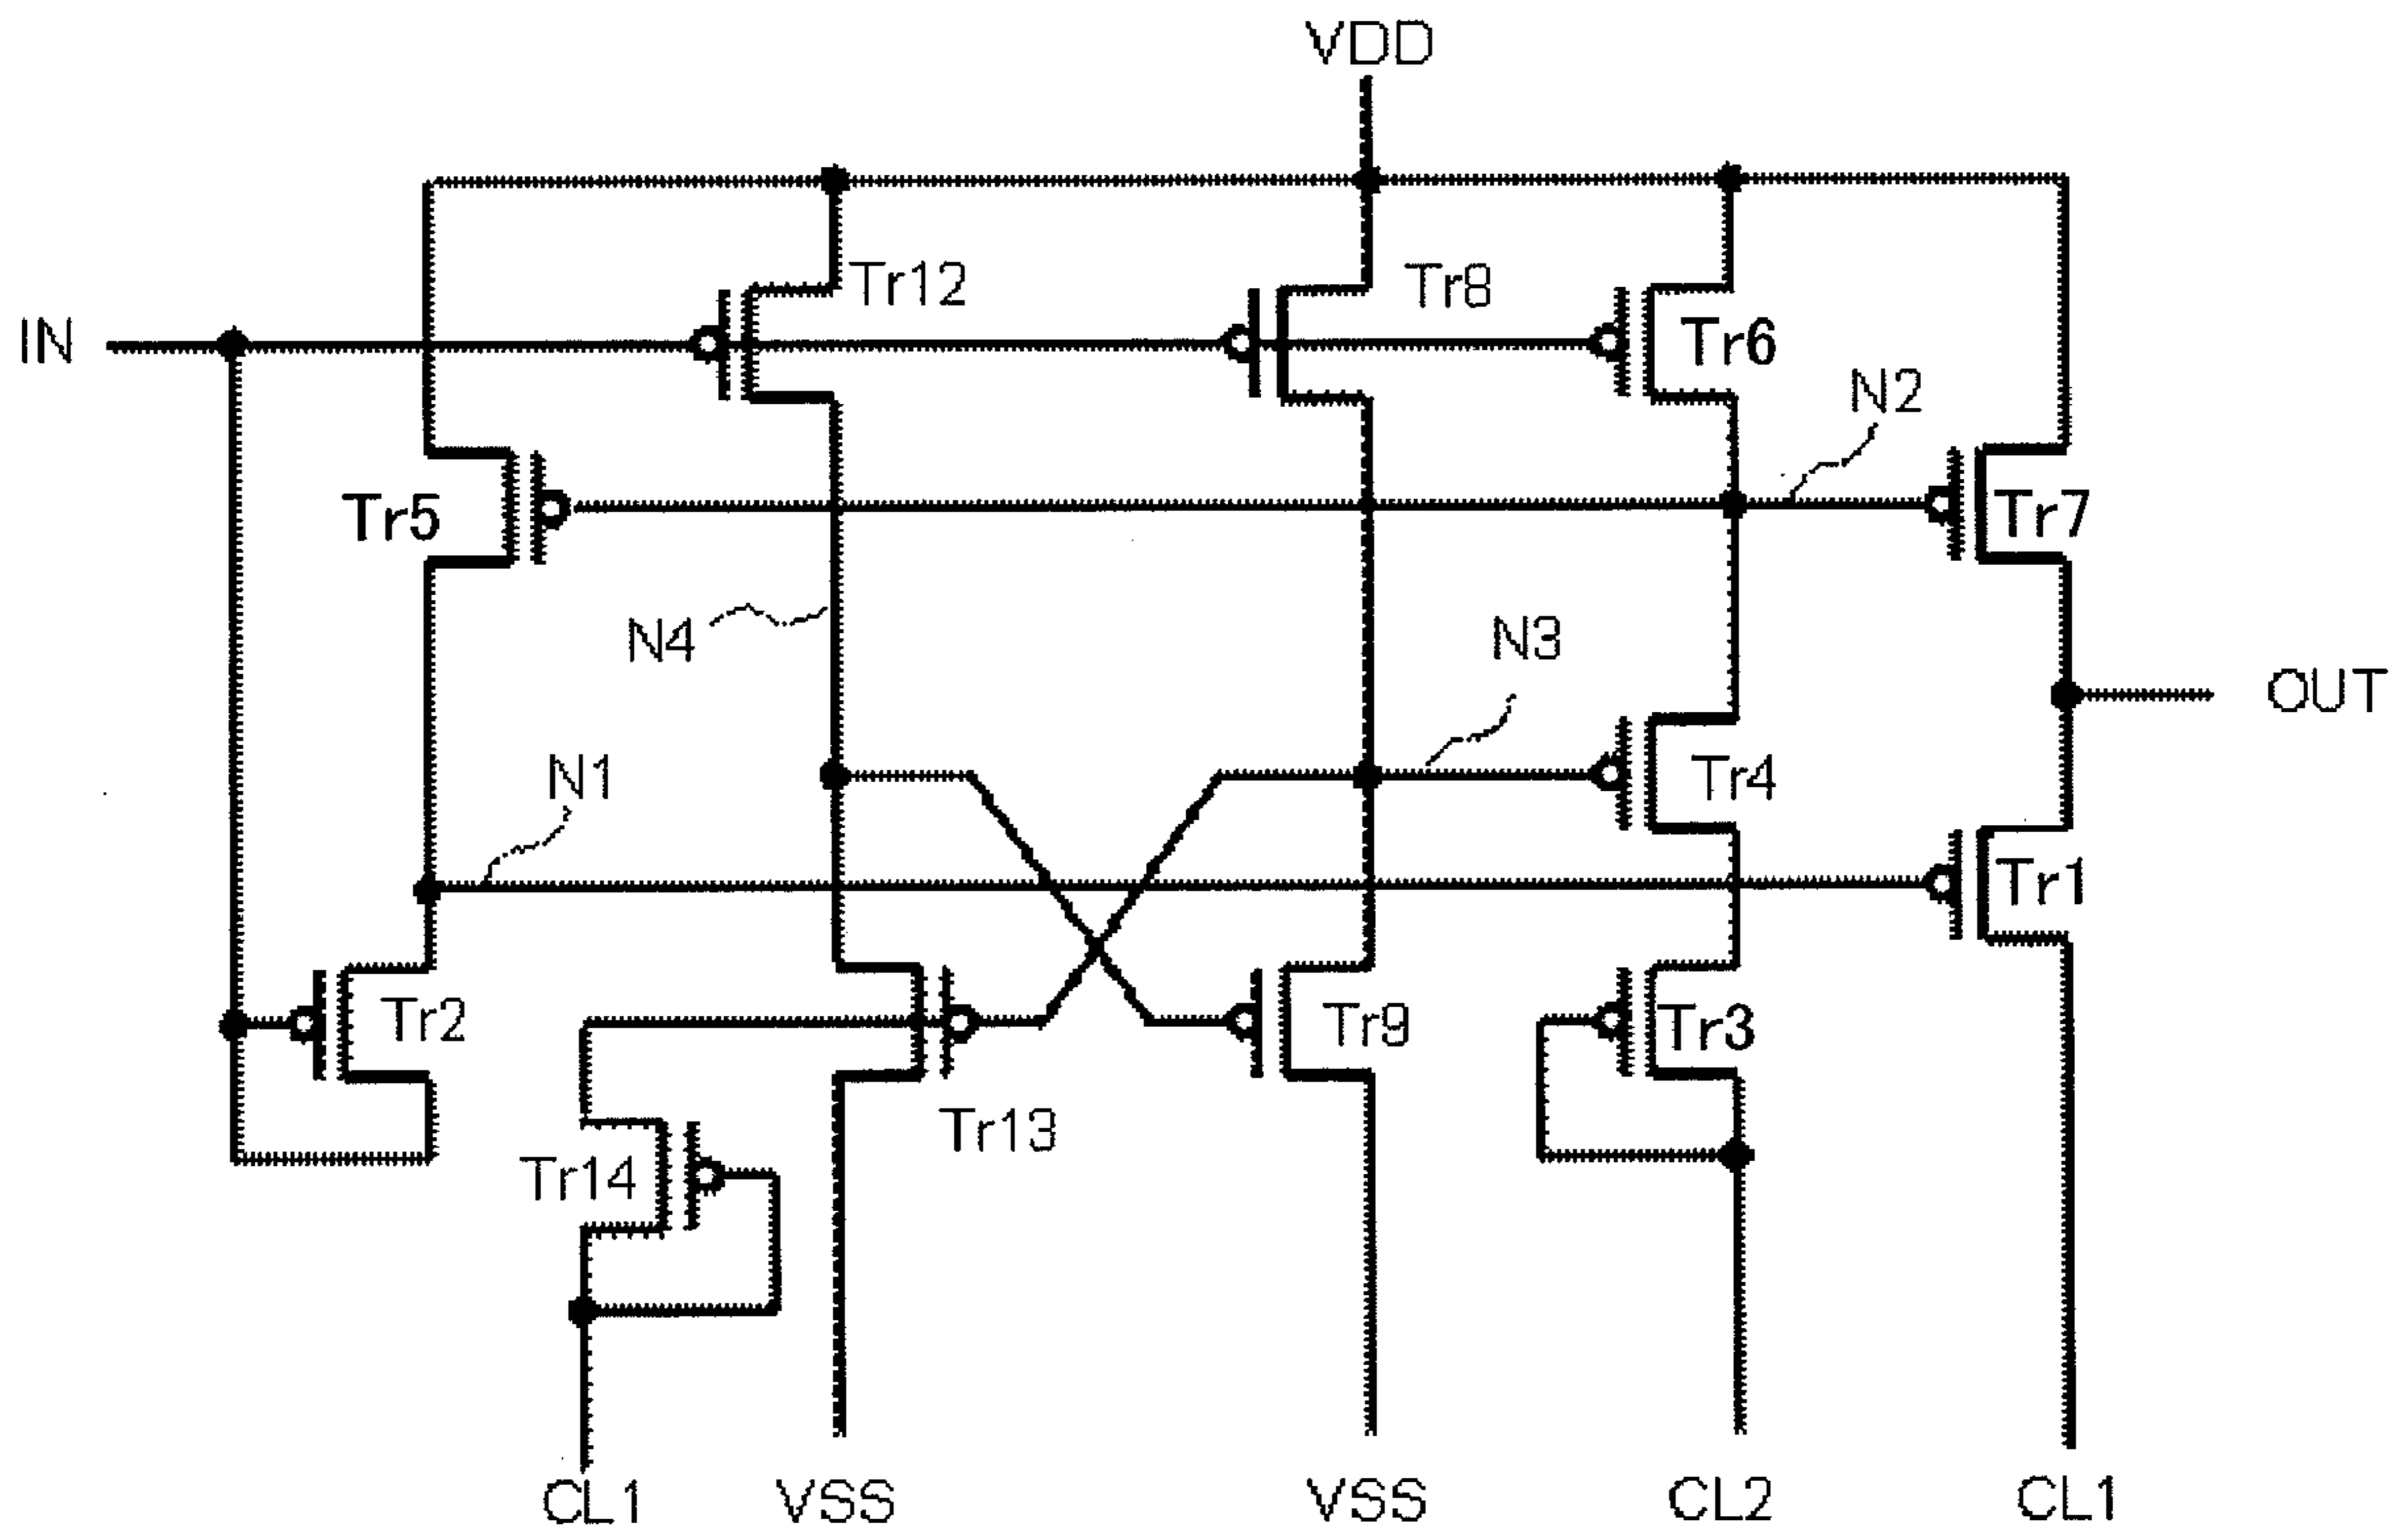 VDD
Tr12
Tr8
IN
Tr6
N2
Tr5
Tr7
N4
N3
OUT
N1
Tr4
Tr1
Tr2
Tr9
Tr3
Tr13
Tr14
CL1
VSS
VSS
CL2
CL1